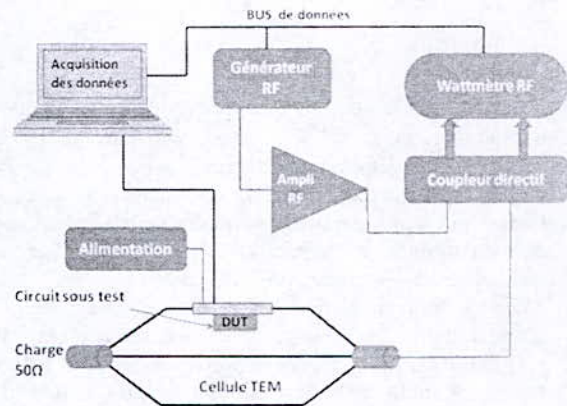 BUS de données
Acquisition
des données
Générateur
RF
Wattmètre RF
Ampli
RF
Coupleur directif
Alimentation
Circuit sous test
DUT
Charge
50Ω
Cellule TEM